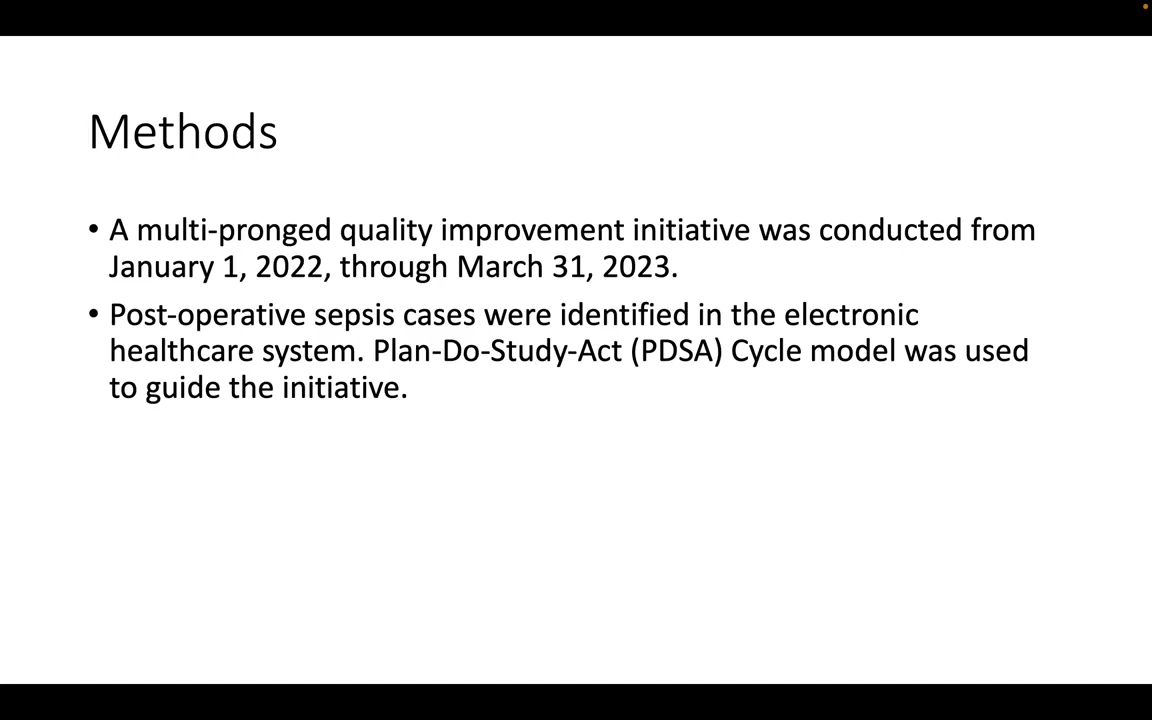 Methods
• A multi-pronged quality improvement initiative was conducted from
January 1, 2022, through March 31, 2023.
• Post-operative sepsis cases were identified in the electronic
healthcare system. Plan-Do-Study-Act (PDSA) Cycle model was used
to guide the initiative.